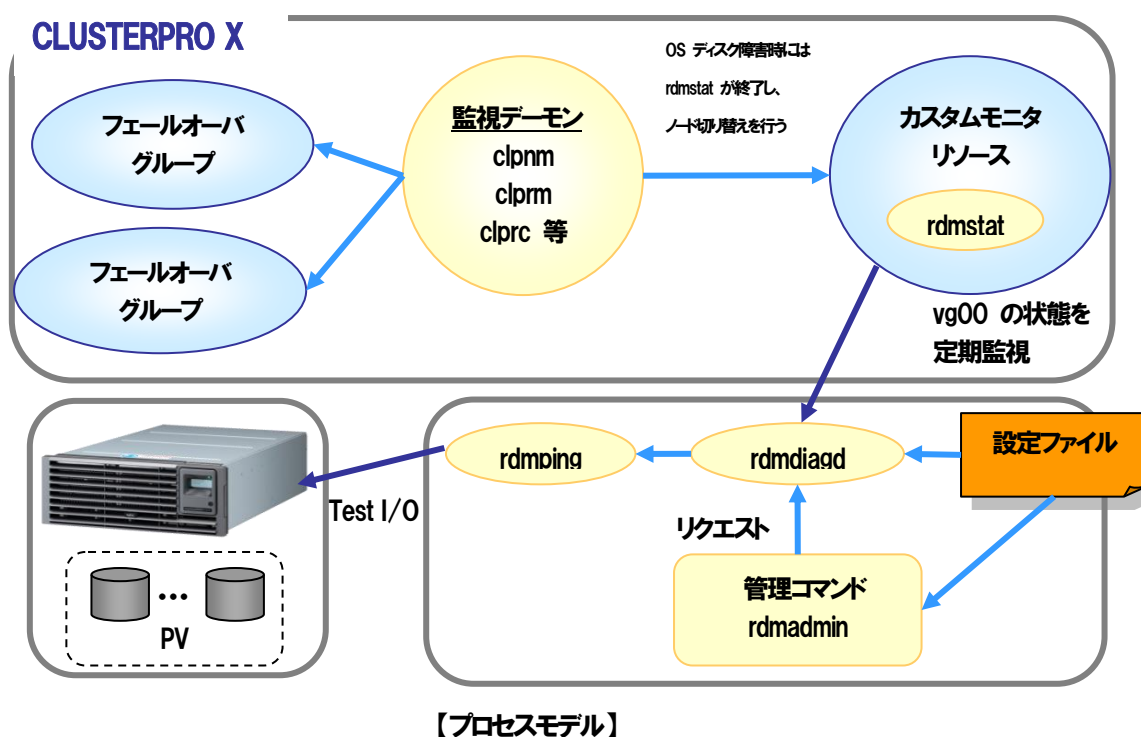 CLUSTERPRO X
フェールオーバ
グループ
フェールオーバ
グループ
監視デーモン
clpnm
clprm
clprc 等
OS ディスク障害時には
rdmstat が終了し、
ノード切り替えを行う
カスタムモニタ
リソース
rdmstat
vg00 の状態を
定期監視
Test I/O
...
PV
rdmping
rdmdiagd
設定ファイル
リクエスト
管理コマンド
rdmadmin
【プロセスモデル】